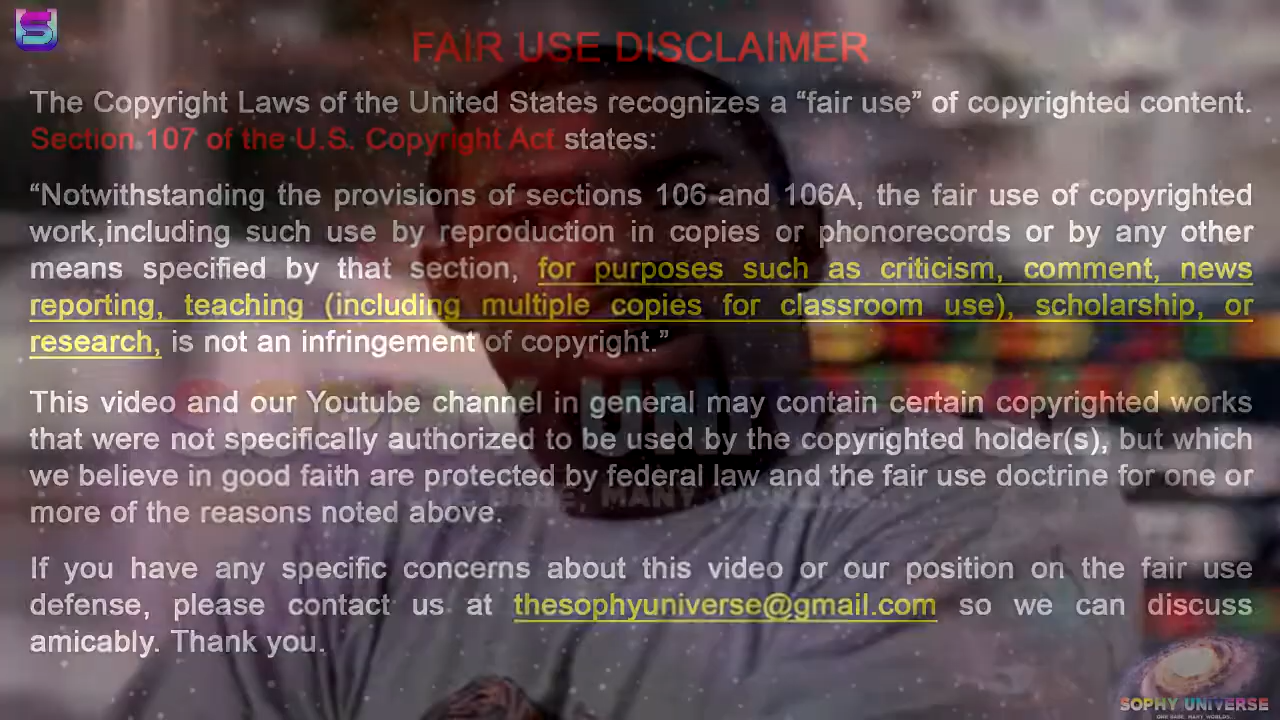 FAIR USE DISCLAIMER
The Copyright Laws of the United States recognizes a “fair use” of copyrighted content.
Section 107 of the U.S. Copyright Act states:
“Notwithstanding the provisions of sections 106 and 106A, the fair use of copyrighted
work,including such use by reproduction in copies or phonorecords or by any other
means specified by that section, for purposes such as criticism, comment, news
reporting, teaching (including multiple copies for classroom use), scholarship, or
research, is not an infringement of copyright.”
This video and our Youtube channel in general may contain certain copyrighted works
that were not specifically authorized to be used by the copyrighted holder(s), but which
we believe in good faith are protected by federal law and the fair use doctrine for one or
more of the reasons noted above.
If you have any specific concerns about this video or our position on the fair use
defense, please contact us at thesophyuniverse@gmail.com so we can discuss
amicably. Thank you.
SOPHY UNIVERSE
ONE BABE, MANY WORLDS.